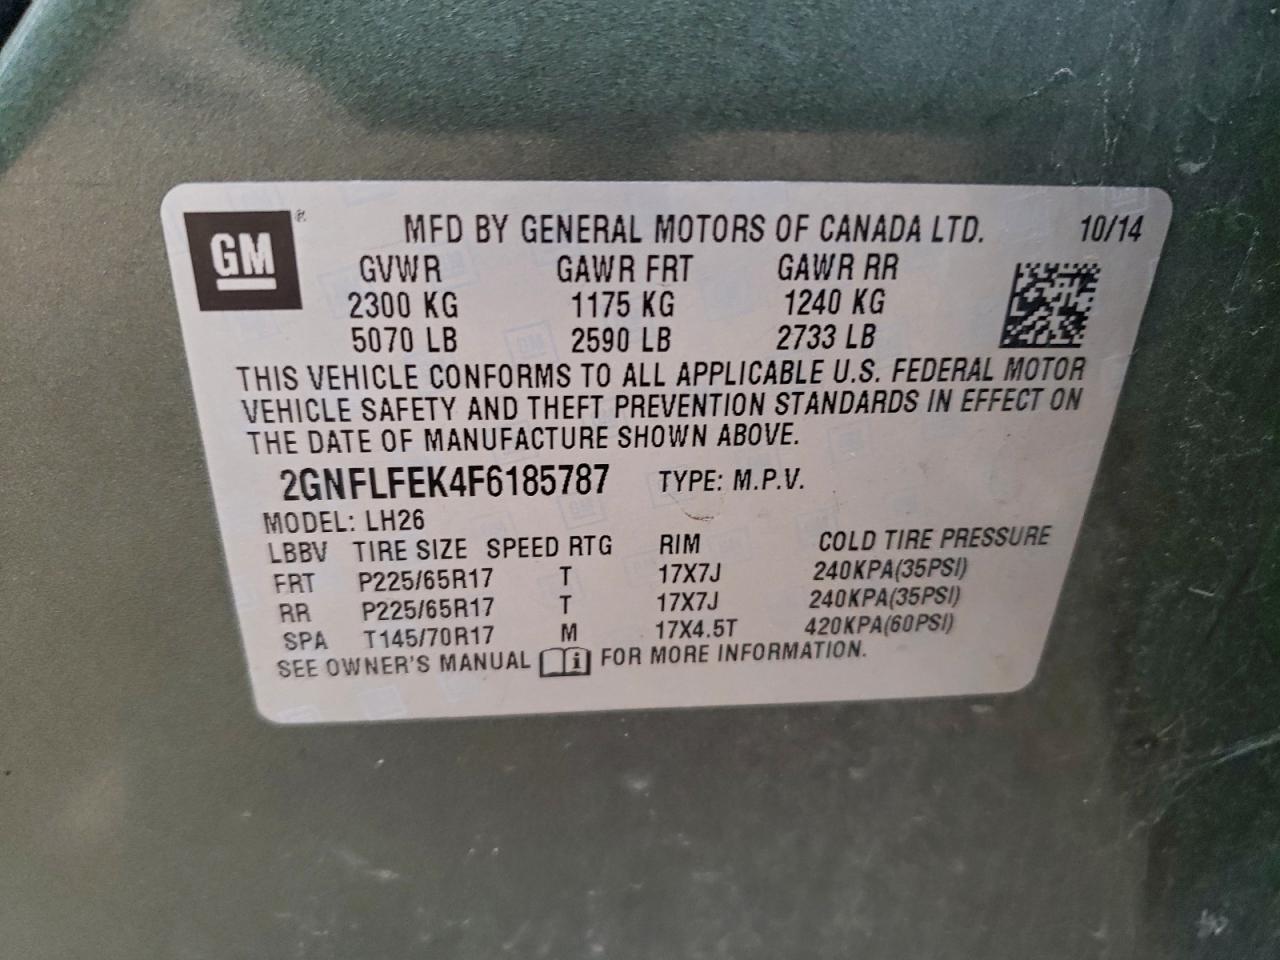 GM ®
MFD BY GENERAL MOTORS OF CANADA LTD. 10/14
GVWR GAWR FRT GAWR RR
2300 KG 1175 KG 1240 KG
5070 LB 2590 LB 2733 LB
THIS VEHICLE CONFORMS TO ALL APPLICABLE U.S. FEDERAL MOTOR
VEHICLE SAFETY AND THEFT PREVENTION STANDARDS IN EFFECT ON
THE DATE OF MANUFACTURE SHOWN ABOVE.
2GNFLFEK4F6185787 TYPE: M.P.V.
MODEL: LH26
LBBV TIRE SIZE SPEED RTG RIM COLD TIRE PRESSURE
FRT P225/65R17 T 17X7J 240KPA(35PSI)
RR P225/65R17 T 17X7J 240KPA(35PSI)
SPA T145/70R17 M 17X4.5T 420KPA(60PSI)
SEE OWNER'S MANUAL i FOR MORE INFORMATION.